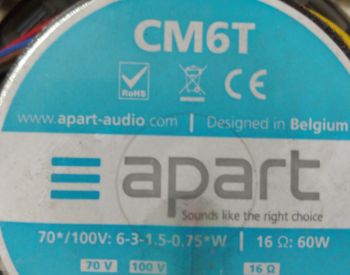 CM6T
RoHS CE
www.apart-audio.com | Designed in Belgium
apart
Sounds like the right choice
70*/100V: 6-3-1.5-0.75*W | 16 Ω: 60W
70 V 100 V 16 Ω